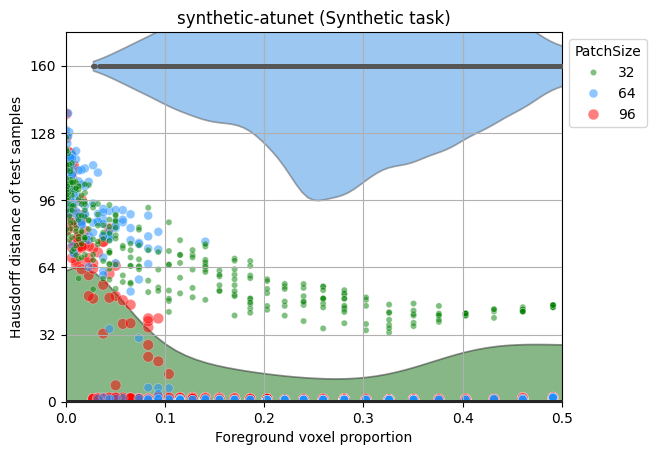 synthetic-atunet (Synthetic task)
Hausdorff distance of test samples
160
128
96
64
32
0
0.0 0.1 0.2 0.3 0.4 0.5
Foreground voxel proportion
PatchSize
32
64
96